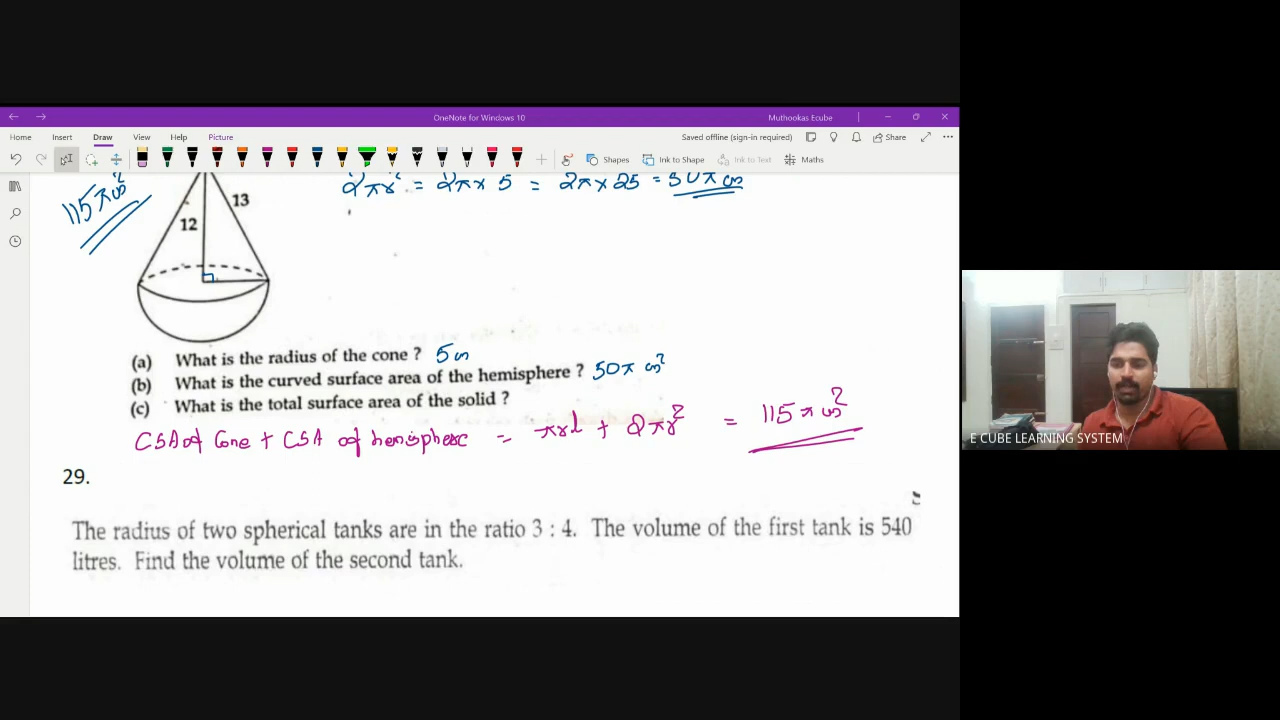 OneNote for Windows 10
Muthookas Ecube
Home Insert Draw View Help Picture
Saved offline (sign-in required) Share
Shapes Ink to Shape Ink to Text Maths
115 π cm²
2πr² = 2π× 5 = 2π×25 = 50π cm
13
12
(a) What is the radius of the cone ? 5cm
(b) What is the curved surface area of the hemisphere ? 50π cm²
(c) What is the total surface area of the solid ?
CSA of Cone + CSA of hemisphere = πrl + 2πr² = 115 π cm²
29.
The radius of two spherical tanks are in the ratio 3 : 4. The volume of the first tank is 540
litres. Find the volume of the second tank.
E CUBE LEARNING SYSTEM